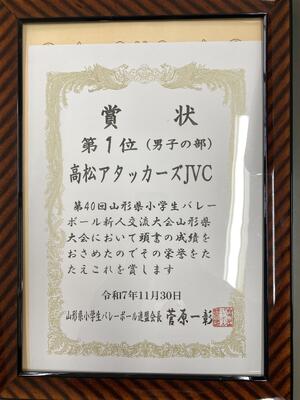 賞状
第1位(男子の部)
高松アタッカーズJVC
第40回山形県小学生バレー
ボール新人交流大会山形県
大会において頭書の成績を
おさめたのでその栄誉をた
たえこれを賞します
令和7年11月30日
山形県小学生バレーボール連盟会長 菅原一彰